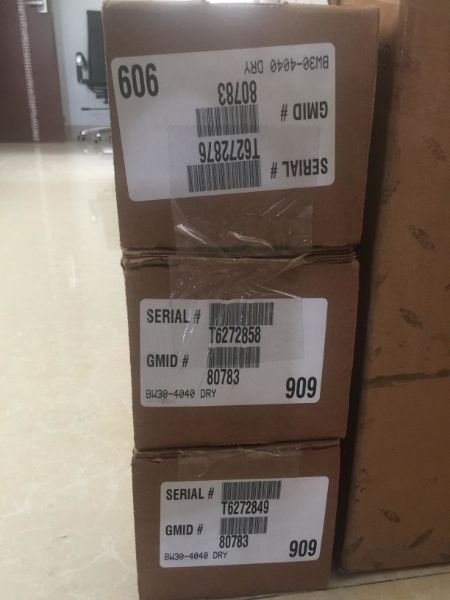 SERIAL #
T6272876
GMID #
80783
BW30-4040 DRY
909
SERIAL #
T6272858
GMID #
80783
BW30-4040 DRY
909
SERIAL #
T6272849
GMID #
80783
BW30-4040 DRY
909